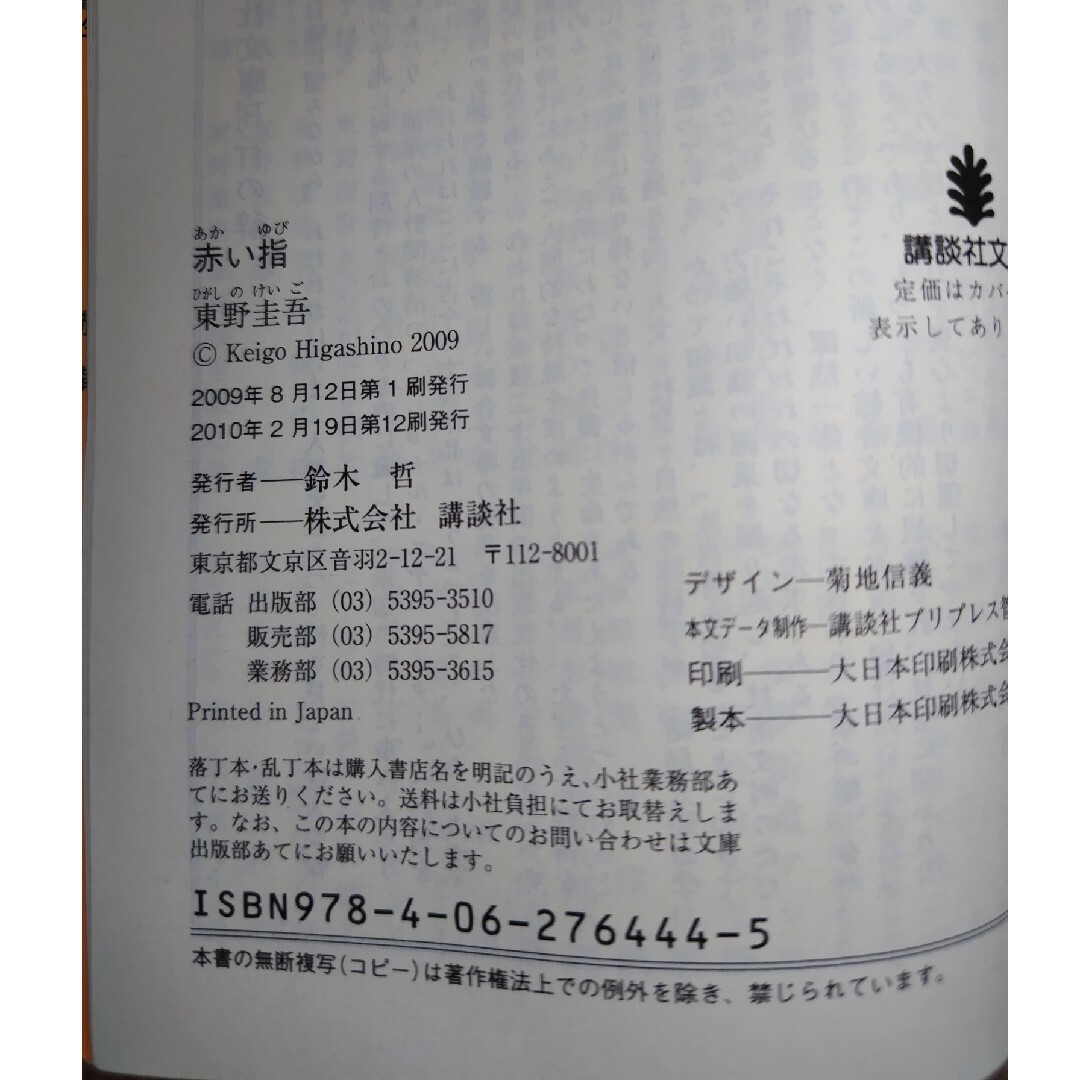 あか ゆび
赤い指
ひがし の けい ご
東野圭吾
© Keigo Higashino 2009
2009年8月12日第1刷発行
2010年2月19日第12刷発行
発行者——鈴木 哲
発行所——株式会社 講談社
東京都文京区音羽2-12-21 〒112-8001
電話 出版部 (03) 5395-3510
販売部 (03) 5395-5817
業務部 (03) 5395-3615
Printed in Japan
落丁本・乱丁本は購入書店名を明記のうえ、小社業務部あ
てにお送りください。送料は小社負担にてお取替えしま
す。なお、この本の内容についてのお問い合わせは文庫
出版部あてにお願いいたします。
ISBN978-4-06-276444-5
本書の無断複写(コピー)は著作権法上での例外を除き、禁じられています。
講談社文
定価はカバ
表示してあり
デザイン—菊地信義
本文データ制作—講談社プリプレス管
印刷———大日本印刷株式会
製本———大日本印刷株式会